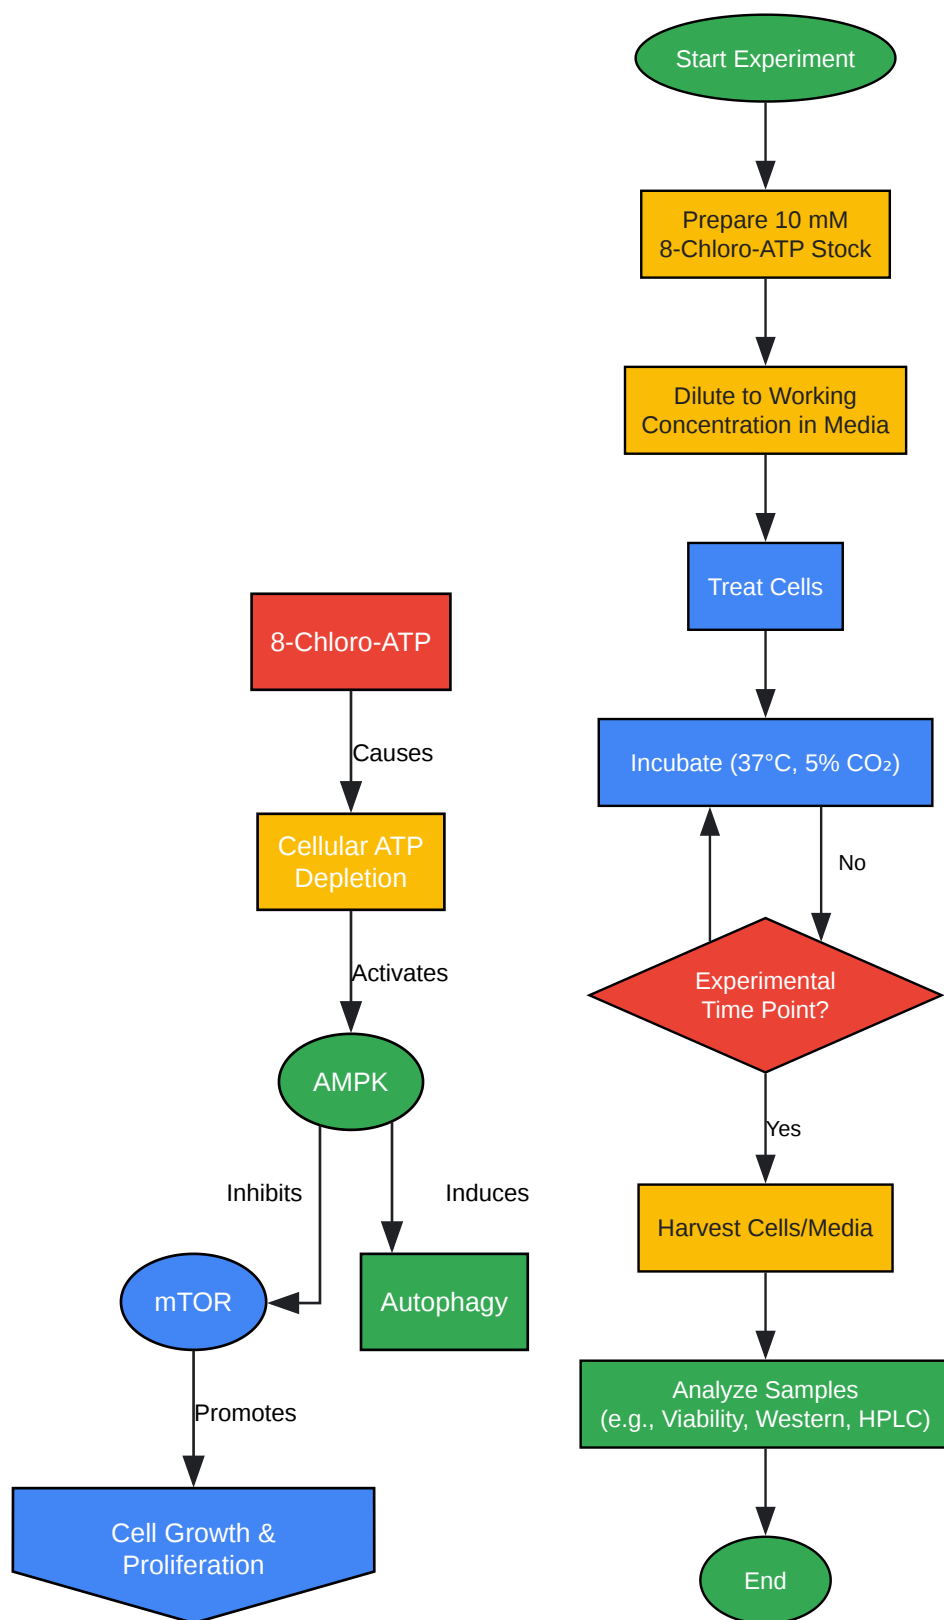 Start Experiment
Prepare 10 mM
8-Chloro-ATP Stock
Dilute to Working
Concentration in Media
Treat Cells
Incubate (37°C, 5% CO₂)
No
Experimental
Time Point?
Yes
Harvest Cells/Media
Analyze Samples
(e.g., Viability, Western, HPLC)
End
8-Chloro-ATP
Causes
Cellular ATP
Depletion
Activates
AMPK
Inhibits
Induces
mTOR
Autophagy
Promotes
Cell Growth &
Proliferation